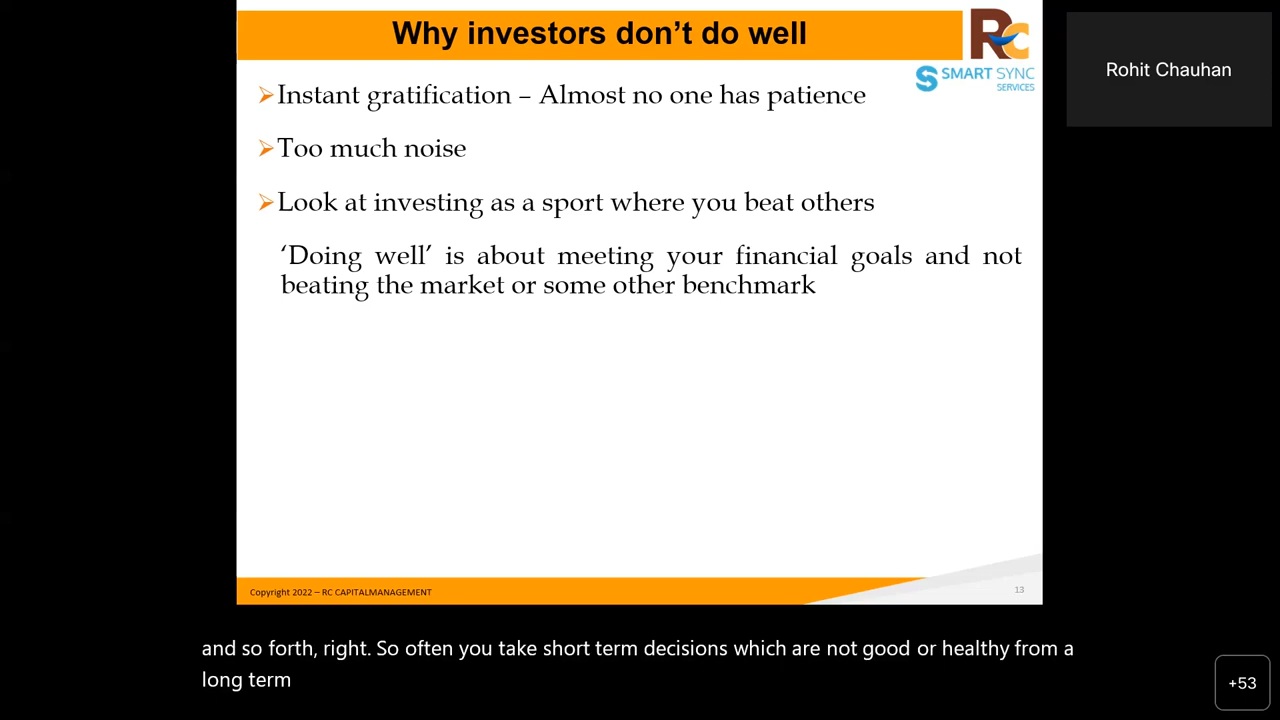 Why investors don't do well
Rc
SMART SYNC
SERVICES
Rohit Chauhan
➢Instant gratification – Almost no one has patience
➢Too much noise
➢Look at investing as a sport where you beat others
‘Doing well’ is about meeting your financial goals and not
beating the market or some other benchmark
Copyright 2022 – RC CAPITALMANAGEMENT
13
and so forth, right. So often you take short term decisions which are not good or healthy from a
long term
+53